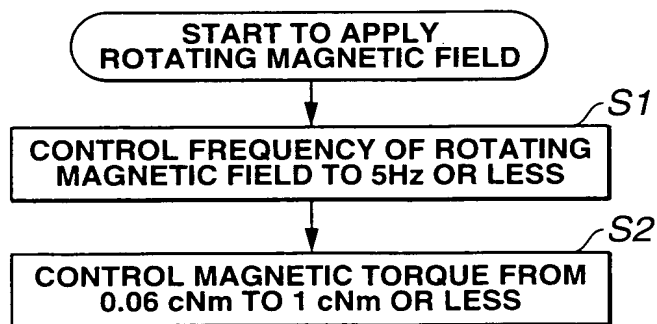 START TO APPLY
ROTATING MAGNETIC FIELD
S1
CONTROL FREQUENCY OF ROTATING
MAGNETIC FIELD TO 5Hz OR LESS
S2
CONTROL MAGNETIC TORQUE FROM
0.06 cNm TO 1 cNm OR LESS